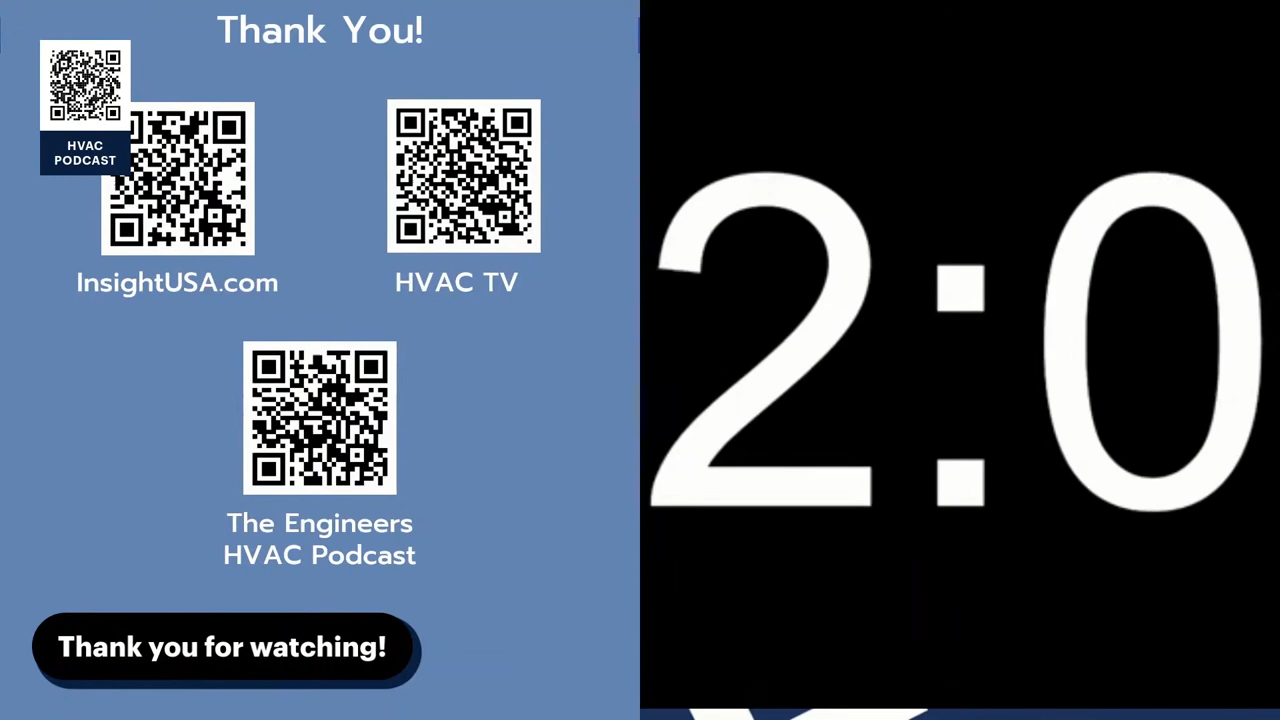 Thank You!
HVAC
PODCAST
InsightUSA.com
HVAC TV
The Engineers
HVAC Podcast
Thank you for watching!
2:0